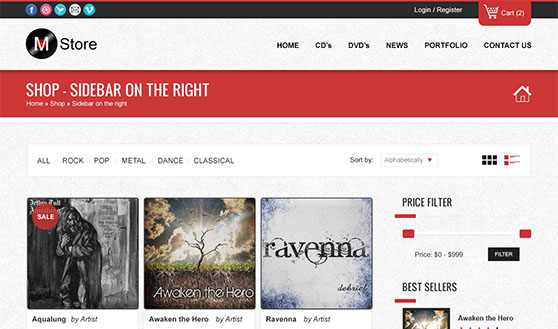 Login / Register
Cart (2)
M Store
HOME CD's DVD's NEWS PORTFOLIO CONTACT US
SHOP - SIDEBAR ON THE RIGHT
Home » Shop » Sidebar on the right
ALL ROCK POP METAL DANCE CLASSICAL
Sort by: Alphabetically
SALE
Jethro Tull
Awaken the Hero
ravenna
debrief
Aqualung by Artist
Awaken the Hero by Artist
Ravenna by Artist
PRICE FILTER
Price: $0 - $999
FILTER
BEST SELLERS
Awaken the Hero